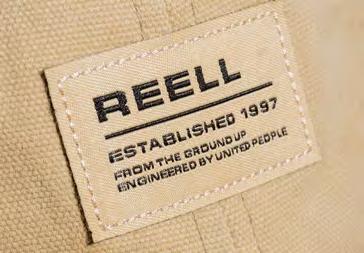 REELL
ESTABLISHED 1997
FROM THE GROUND UP
ENGINEERED BY UNITED PEOPLE